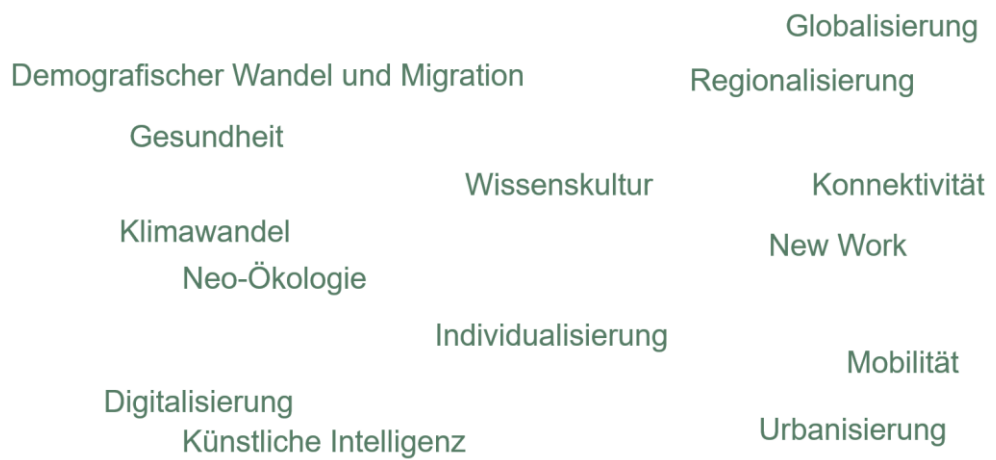 Globalisierung
Demografischer Wandel und Migration
Regionalisierung
Gesundheit
Wissenskultur
Konnektivität
Klimawandel
New Work
Neo-Ökologie
Individualisierung
Mobilität
Digitalisierung
Urbanisierung
Künstliche Intelligenz